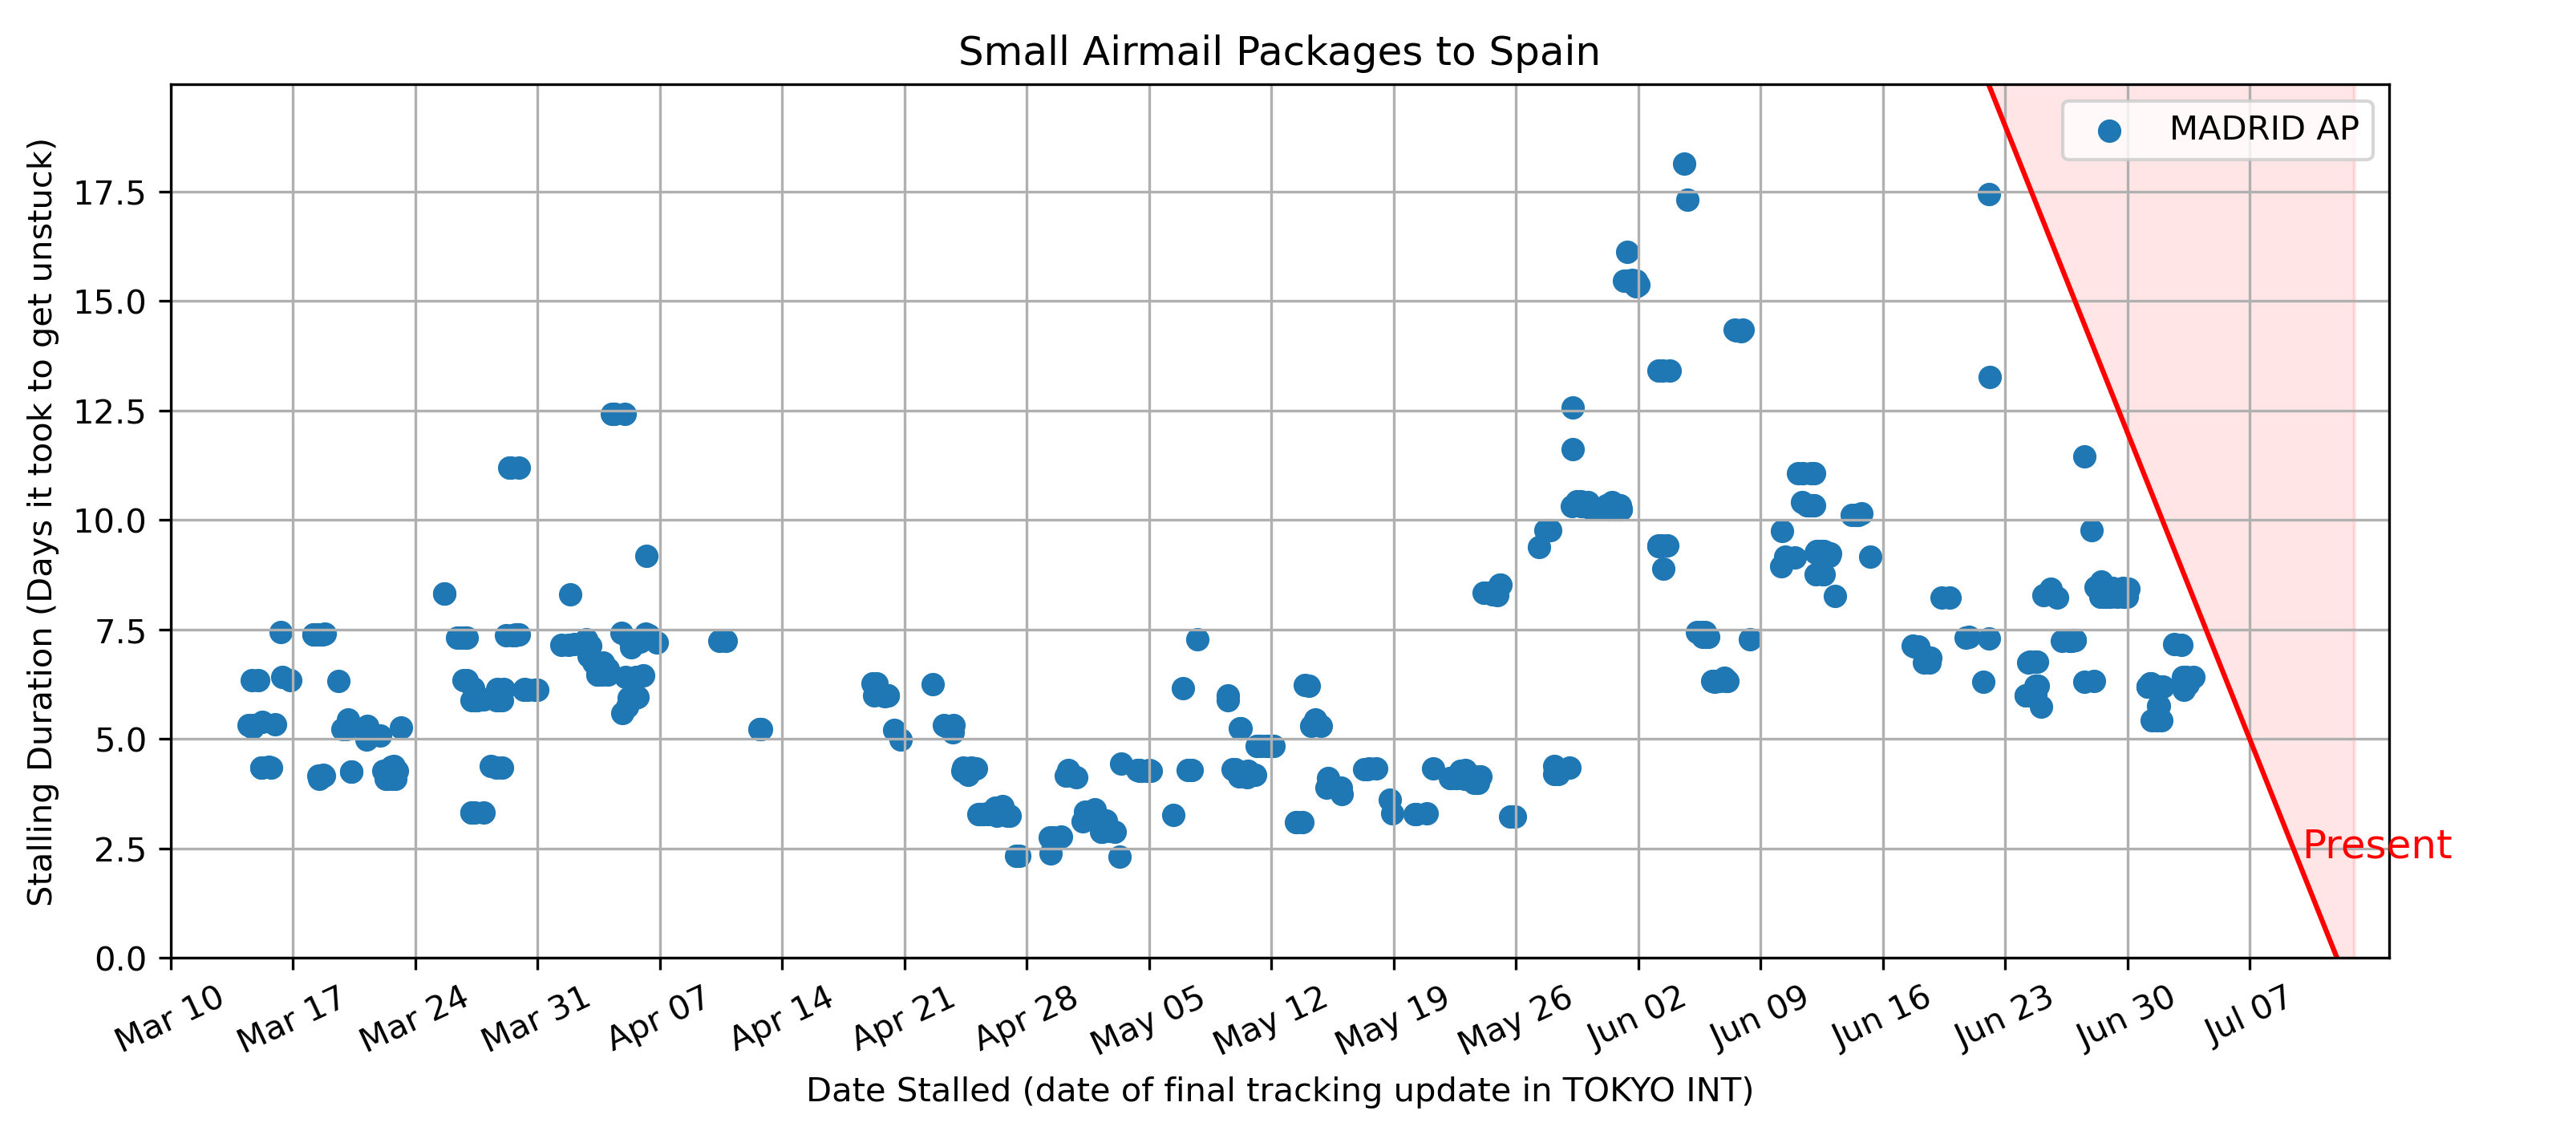 Small Airmail Packages to Spain
MADRID AP
Stalling Duration (Days it took to get unstuck)
17.5
15.0
12.5
10.0
7.5
5.0
2.5
0.0
Present
Mar 10
Mar 17
Mar 24
Mar 31
Apr 07
Apr 14
Apr 21
Apr 28
May 05
May 12
May 19
May 26
Jun 02
Jun 09
Jun 16
Jun 23
Jun 30
Jul 07
Date Stalled (date of final tracking update in TOKYO INT)